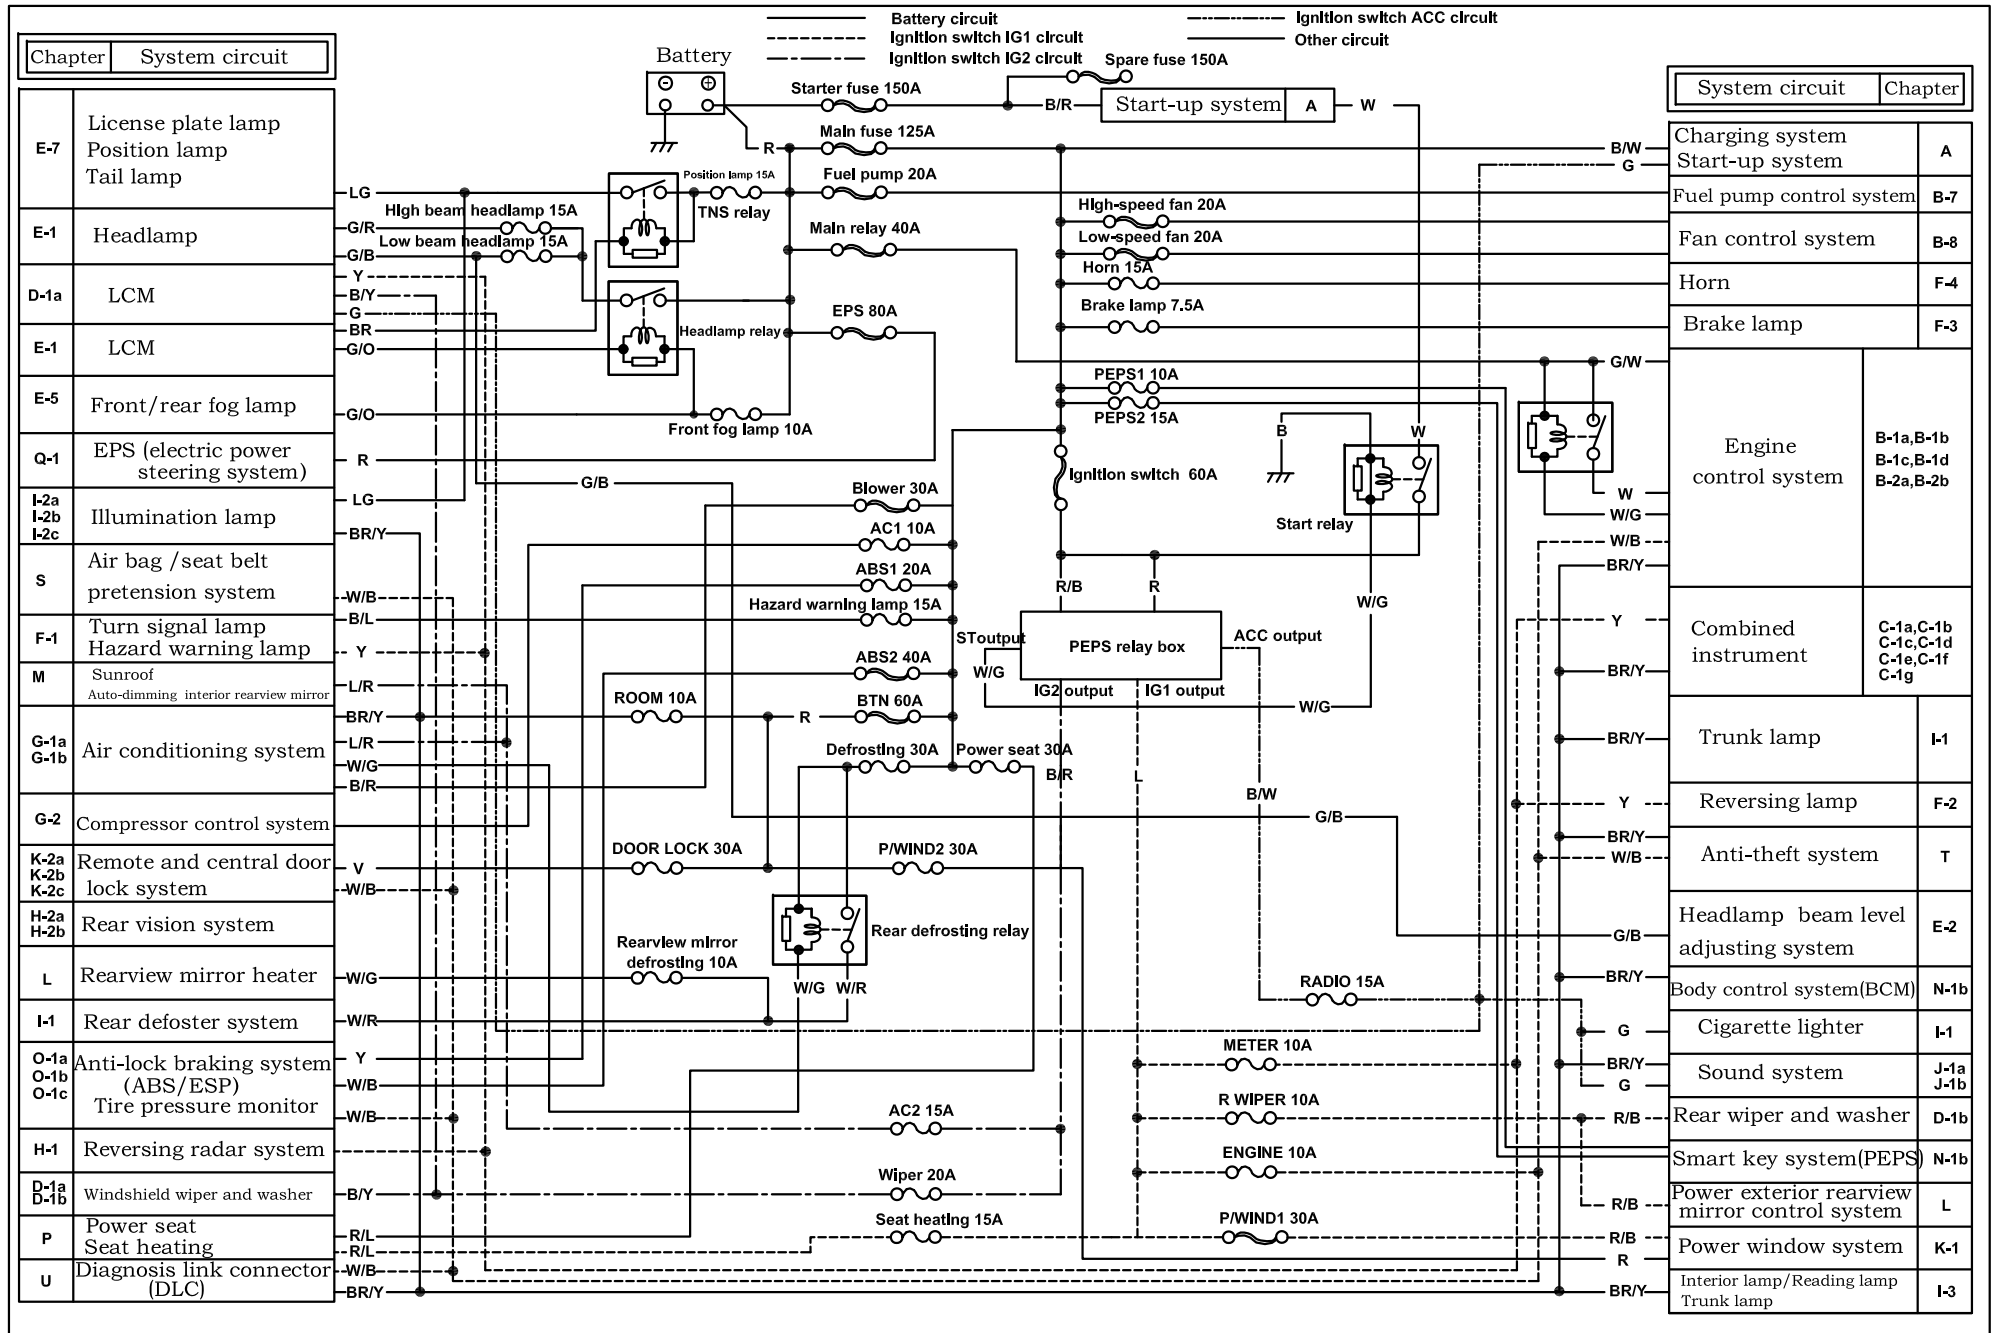 Battery circuit
Ignition switch IG1 circuit
Ignition switch IG2 circuit
Ignition switch ACC circuit
Other circuit
Chapter System circuit
E-7 License plate lamp
Position lamp
Tail lamp
E-1 Headlamp
D-1a LCM
E-1 LCM
E-5 Front/rear fog lamp
Q-1 EPS (electric power
steering system)
I-2a
I-2b
I-2c
Illumination lamp
S Air bag /seat belt
pretension system
F-1 Turn signal lamp
Hazard warning lamp
M Sunroof
Auto-dimming interior rearview mirror
G-1a
G-1b
Air conditioning system
G-2 Compressor control system
K-2a
K-2b
K-2c
Remote and central door
lock system
H-2a
H-2b
Rear vision system
L Rearview mirror heater
I-1 Rear defoster system
O-1a
O-1b
O-1c
Anti-lock braking system
(ABS/ESP)
Tire pressure monitor
H-1 Reversing radar system
D-1a
D-1b
Windshield wiper and washer
P Power seat
Seat heating
U Diagnosis link connector
(DLC)
LG
G/R
G/B
Y
B/Y
G
BR
G/O
G/O
R
LG
BR/Y
W/B
B/L
Y
L/R
BR/Y
L/R
W/G
B/R
V
W/B
W/G
W/R
Y
W/B
W/B
B/Y
R/L
R/L
W/B
BR/Y
Battery
Starter fuse 150A
Spare fuse 150A
B/R
Start-up system A
W
R
Main fuse 125A
Position lamp 15A
TNS relay
Fuel pump 20A
High beam headlamp 15A
Low beam headlamp 15A
Main relay 40A
High-speed fan 20A
Low-speed fan 20A
Horn 15A
Brake lamp 7.5A
EPS 80A
Headlamp relay
PEPS1 10A
PEPS2 15A
Front fog lamp 10A
B
W
Ignition switch 60A
Start relay
G/B
Blower 30A
AC1 10A
ABS1 20A
Hazard warning lamp 15A
R/B
R
W/G
ST output
PEPS relay box
ACC output
W/G
IG2 output
IG1 output
W/G
ABS2 40A
ROOM 10A
R
BTN 60A
Defrosting 30A
Power seat 30A
B/R
L
B/W
G/B
DOOR LOCK 30A
P/WIND2 30A
Rear defrosting relay
Rearview mirror
defrosting 10A
W/G
W/R
RADIO 15A
METER 10A
R WIPER 10A
AC2 15A
ENGINE 10A
Wiper 20A
Seat heating 15A
P/WIND1 30A
B/W
G
G/W
W
W/G
W/B
BR/Y
Y
BR/Y
BR/Y
Y
BR/Y
W/B
G/B
BR/Y
G
BR/Y
G
R/B
R/B
R/B
R
BR/Y
System circuit Chapter
Charging system
Start-up system
A
Fuel pump control system B-7
Fan control system B-8
Horn F-4
Brake lamp F-3
Engine
control system
B-1a,B-1b
B-1c,B-1d
B-2a,B-2b
Combined
instrument
C-1a,C-1b
C-1c,C-1d
C-1e,C-1f
C-1g
Trunk lamp I-1
Reversing lamp F-2
Anti-theft system T
Headlamp beam level
adjusting system
E-2
Body control system(BCM) N-1b
Cigarette lighter I-1
Sound system J-1a
J-1b
Rear wiper and washer D-1b
Smart key system(PEPS) N-1b
Power exterior rearview
mirror control system
L
Power window system K-1
Interior lamp/Reading lamp
Trunk lamp
I-3